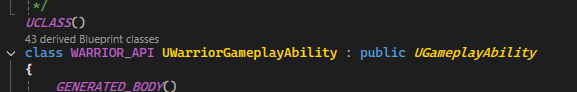 */
UCLASS()
43 derived Blueprint classes
class WARRIOR_API UWarriorGameplayAbility : public UGameplayAbility
{
GENERATED_BODY()